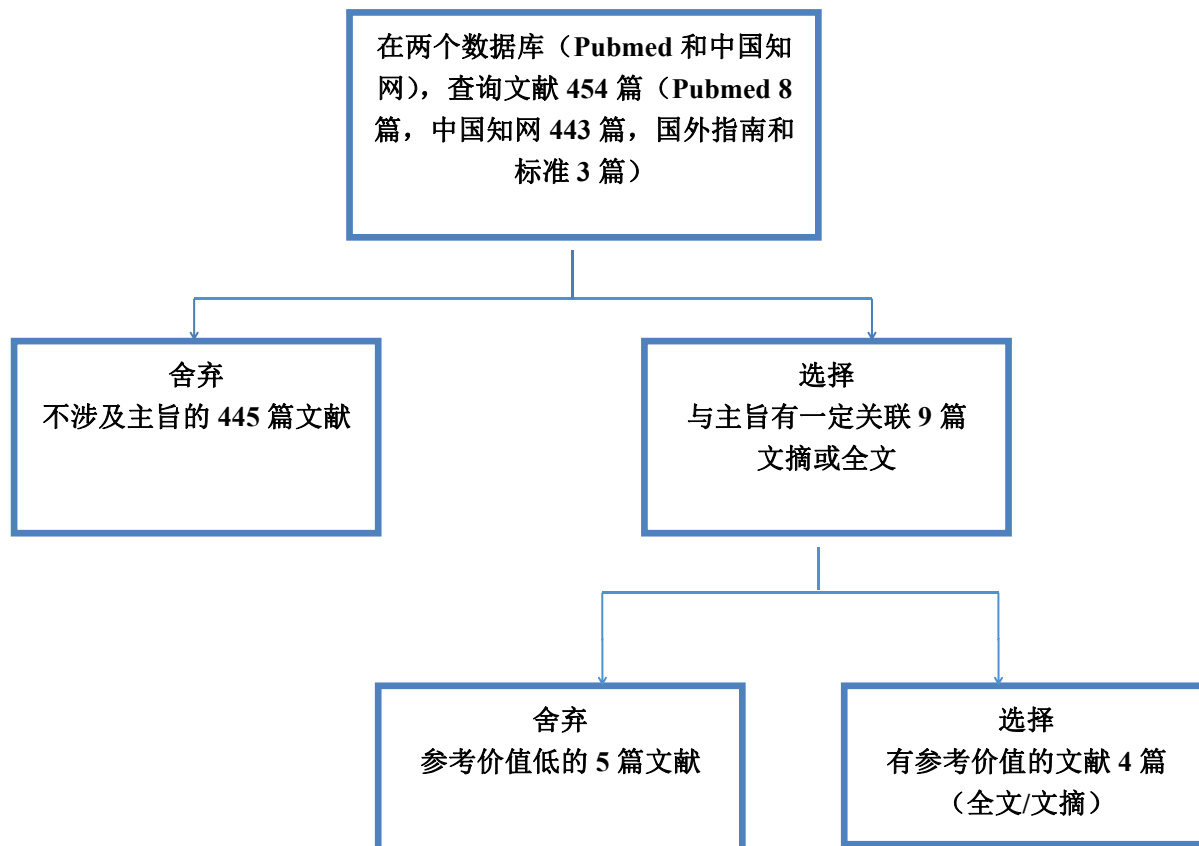 在两个数据库（Pubmed 和中国知
网），查询文献 454 篇（Pubmed 8
篇，中国知网 443 篇，国外指南和
标准 3 篇）
舍弃
不涉及主旨的 445 篇文献
选择
与主旨有一定关联 9 篇
文摘或全文
舍弃
参考价值低的 5 篇文献
选择
有参考价值的文献 4 篇
（全文/文摘）